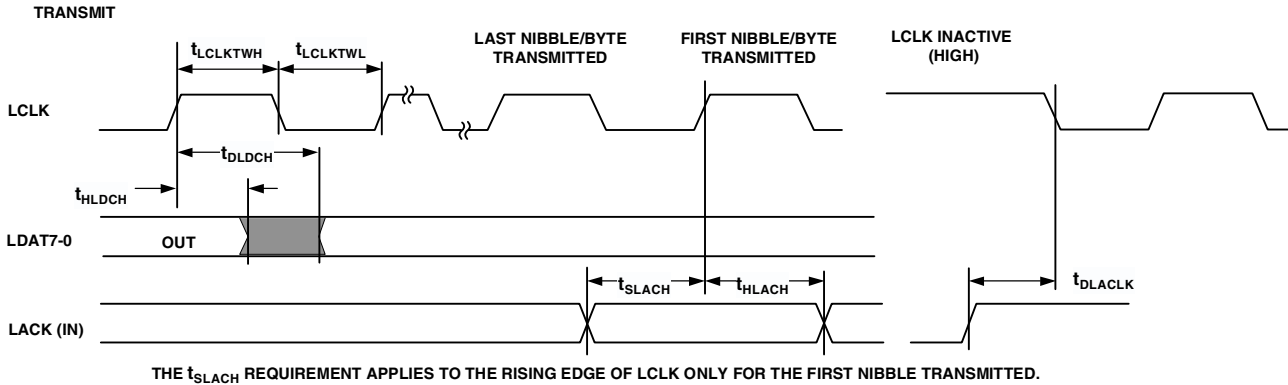 TRANSMIT
tLCLKTWH
tLCLKTWL
LAST NIBBLE/BYTE
TRANSMITTED
FIRST NIBBLE/BYTE
TRANSMITTED
LCLK INACTIVE
(HIGH)
LCLK
tDLDCH
tHLDCH
LDAT7-0
OUT
tSLACH
tHLACH
tDLACLK
LACK (IN)
THE tSLACH REQUIREMENT APPLIES TO THE RISING EDGE OF LCLK ONLY FOR THE FIRST NIBBLE TRANSMITTED.